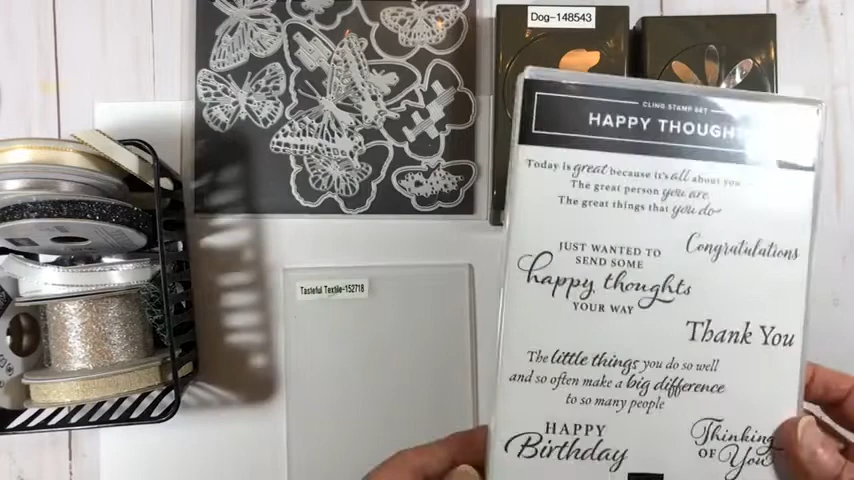 Dog-148543
CLING STAMP SET
HAPPY THOUGHT
Today is great because it's all about you
The great person you are,
The great things that you do
JUST WANTED TO
SEND SOME
happy thoughts
YOUR WAY
Congratulations
Thank You
The little things you do so well
and so often make a big difference
to so many people
HAPPY
Birthday
Thinking
OF You
Tasteful Textile-152718